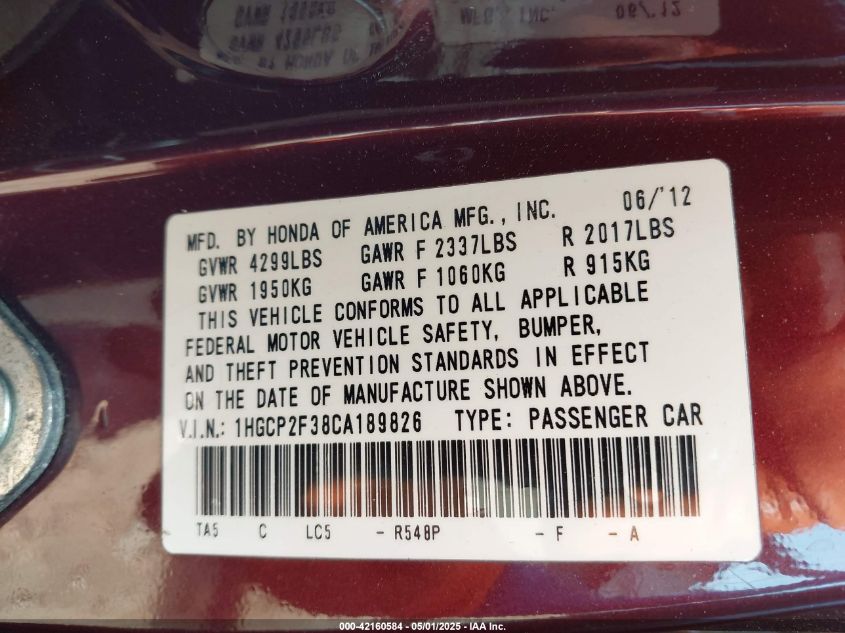 MFD. BY HONDA OF AMERICA MFG., INC. 06/'12
GVWR 4299LBS GAWR F 2337LBS R 2017LBS
GVWR 1950KG GAWR F 1060KG R 915KG
THIS VEHICLE CONFORMS TO ALL APPLICABLE
FEDERAL MOTOR VEHICLE SAFETY, BUMPER,
AND THEFT PREVENTION STANDARDS IN EFFECT
ON THE DATE OF MANUFACTURE SHOWN ABOVE.
V.I.N.: 1HGCP2F38CA189826 TYPE: PASSENGER CAR
TA5 C LC5 - R548P - F - A
000-42160584 - 05/01/2025 - IAA Inc.